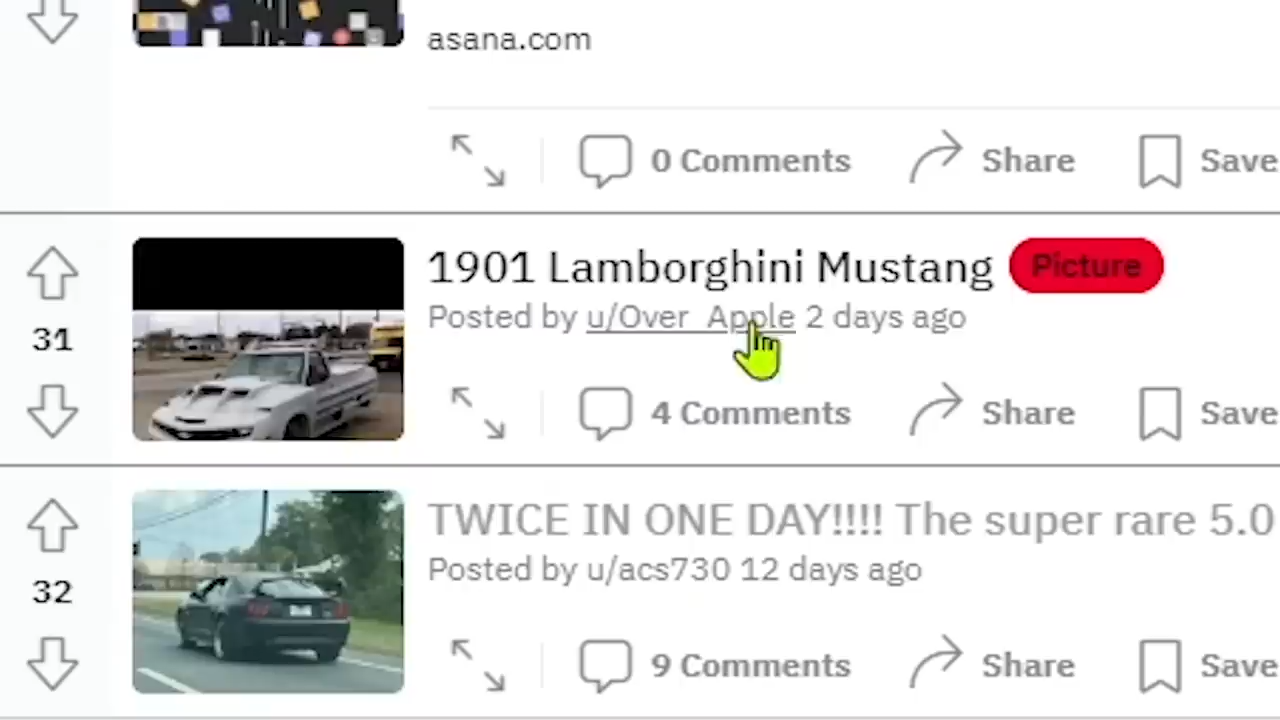 asana.com
0 Comments Share Save
1901 Lamborghini Mustang Picture
Posted by u/Over_Apple 2 days ago
31
4 Comments Share Save
TWICE IN ONE DAY!!!! The super rare 5.0
Posted by u/acs730 12 days ago
32
9 Comments Share Save